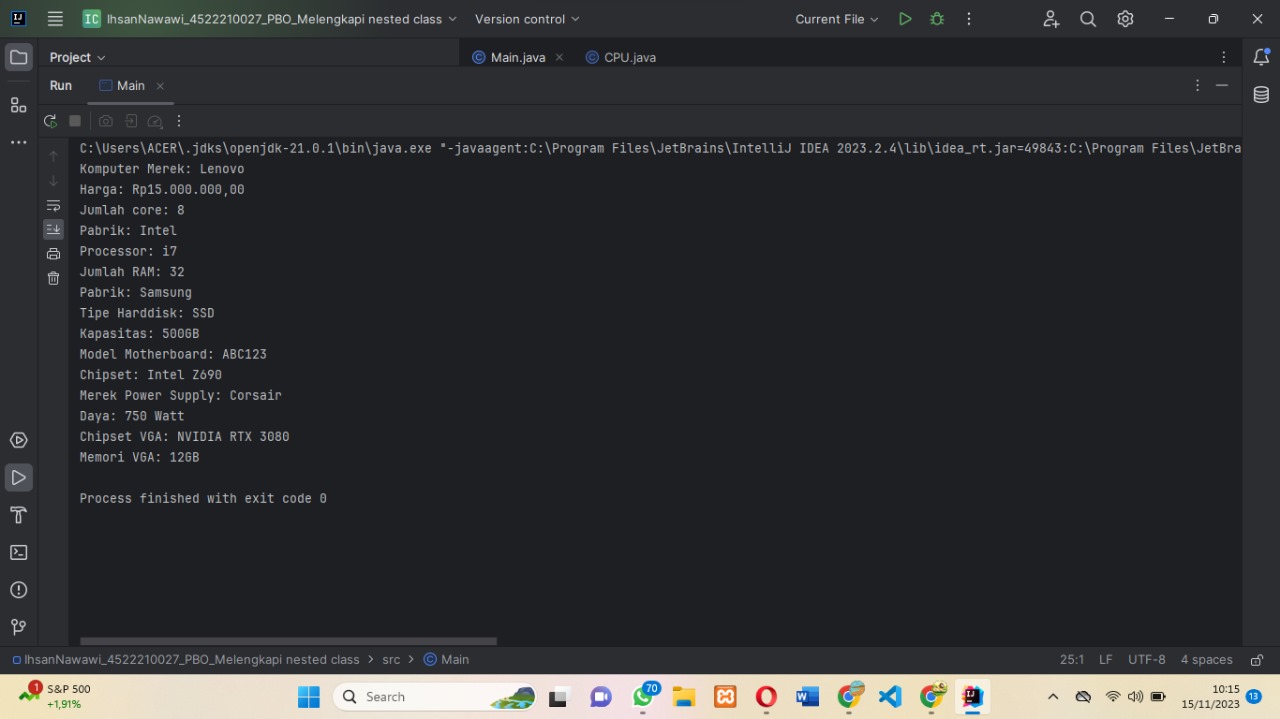 IC IhsanNawawi_4522210027_PBO_Melengkapi nested class Version control Current File
Project Main.java CPU.java
Run Main
C:\Users\ACER\.jdks\openjdk-21.0.1\bin\java.exe "-javaagent:C:\Program Files\JetBrains\IntelliJ IDEA 2023.2.4\lib\idea_rt.jar=49843:C:\Program Files\JetBra
Komputer Merek: Lenovo
Harga: Rp15.000.000,00
Jumlah core: 8
Pabrik: Intel
Processor: i7
Jumlah RAM: 32
Pabrik: Samsung
Tipe Harddisk: SSD
Kapasitas: 500GB
Model Motherboard: ABC123
Chipset: Intel Z690
Merek Power Supply: Corsair
Daya: 750 Watt
Chipset VGA: NVIDIA RTX 3080
Memori VGA: 12GB
Process finished with exit code 0
IhsanNawawi_4522210027_PBO_Melengkapi nested class > src > Main 25:1 LF UTF-8 4 spaces
1 S&P 500
+1,91%
Search
70
10:15
15/11/2023
13